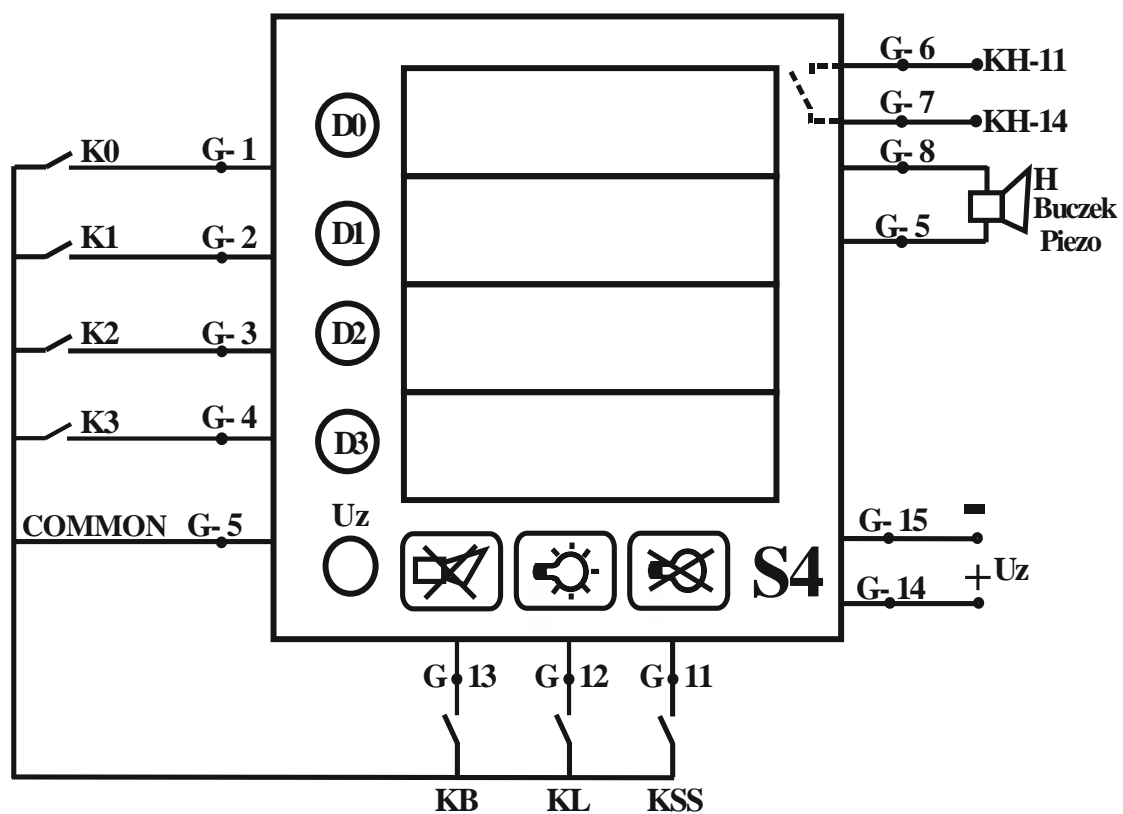 K0 G-1
K1 G-2
K2 G-3
K3 G-4
COMMON G-5
D0
D1
D2
D3
Uz
S4
G-6 KH-11
G-7 KH-14
G-8
H
Buczek
Piezo
G-5
G-15 -
+ Uz
G-14
G 13
G 12
G 11
KB
KL
KSS